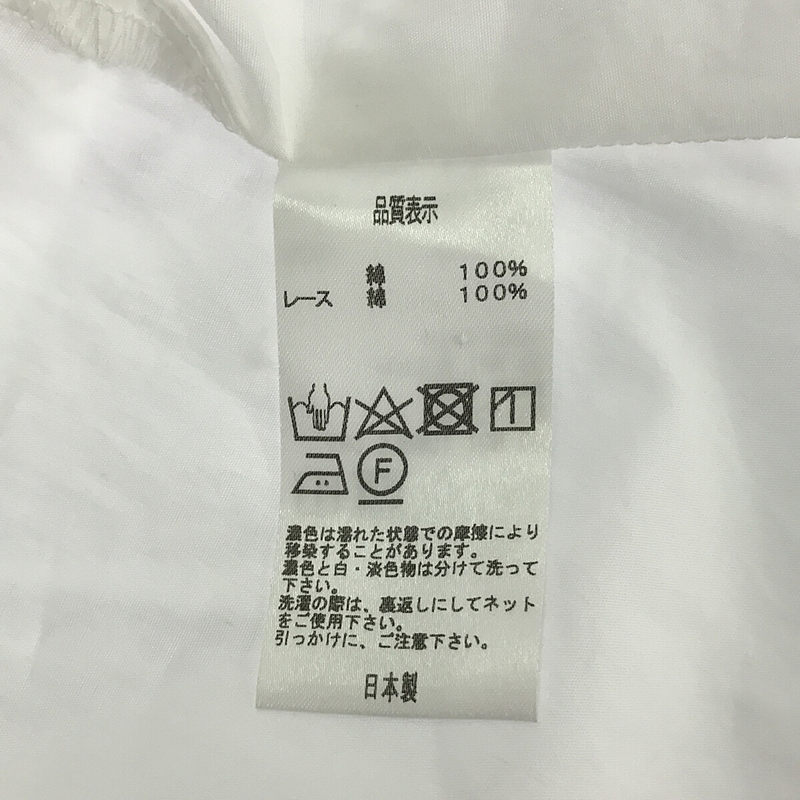 品質表示
綿 100%
レース 綿 100%
F
濃色は濡れた状態での摩擦により
移染することがあります。
濃色と白・淡色物は分けて洗って
下さい。
洗濯の際は、裏返しにしてネット
をご使用下さい。
引っかけに、ご注意下さい。
日本製